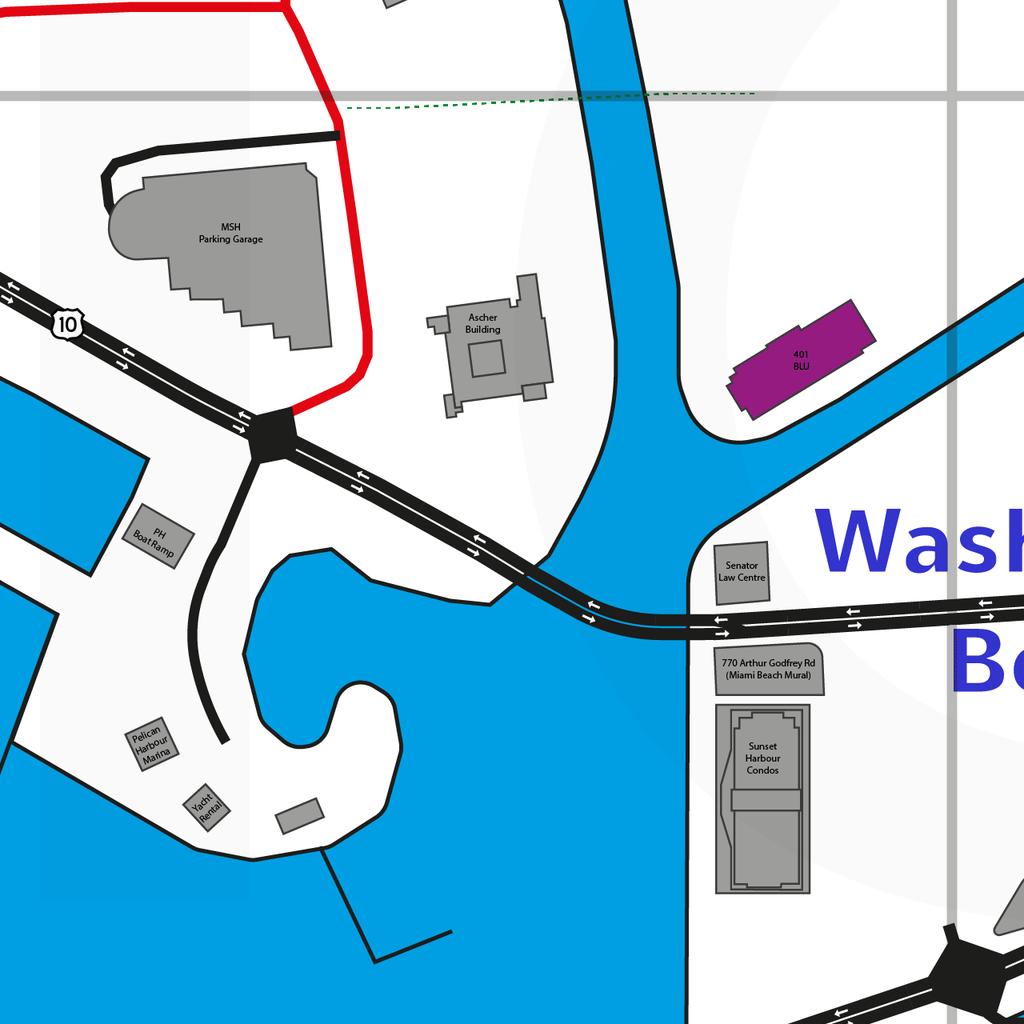 MSH
Parking Garage
10
Ascher
Building
401
BLU
PH
Boat Ramp
Wash
Senator
Law Centre
Be
770 Arthur Godfrey Rd
(Miami Beach Mural)
Pelican
Harbour
Marina
Sunset
Harbour
Condos
Yacht
Rental